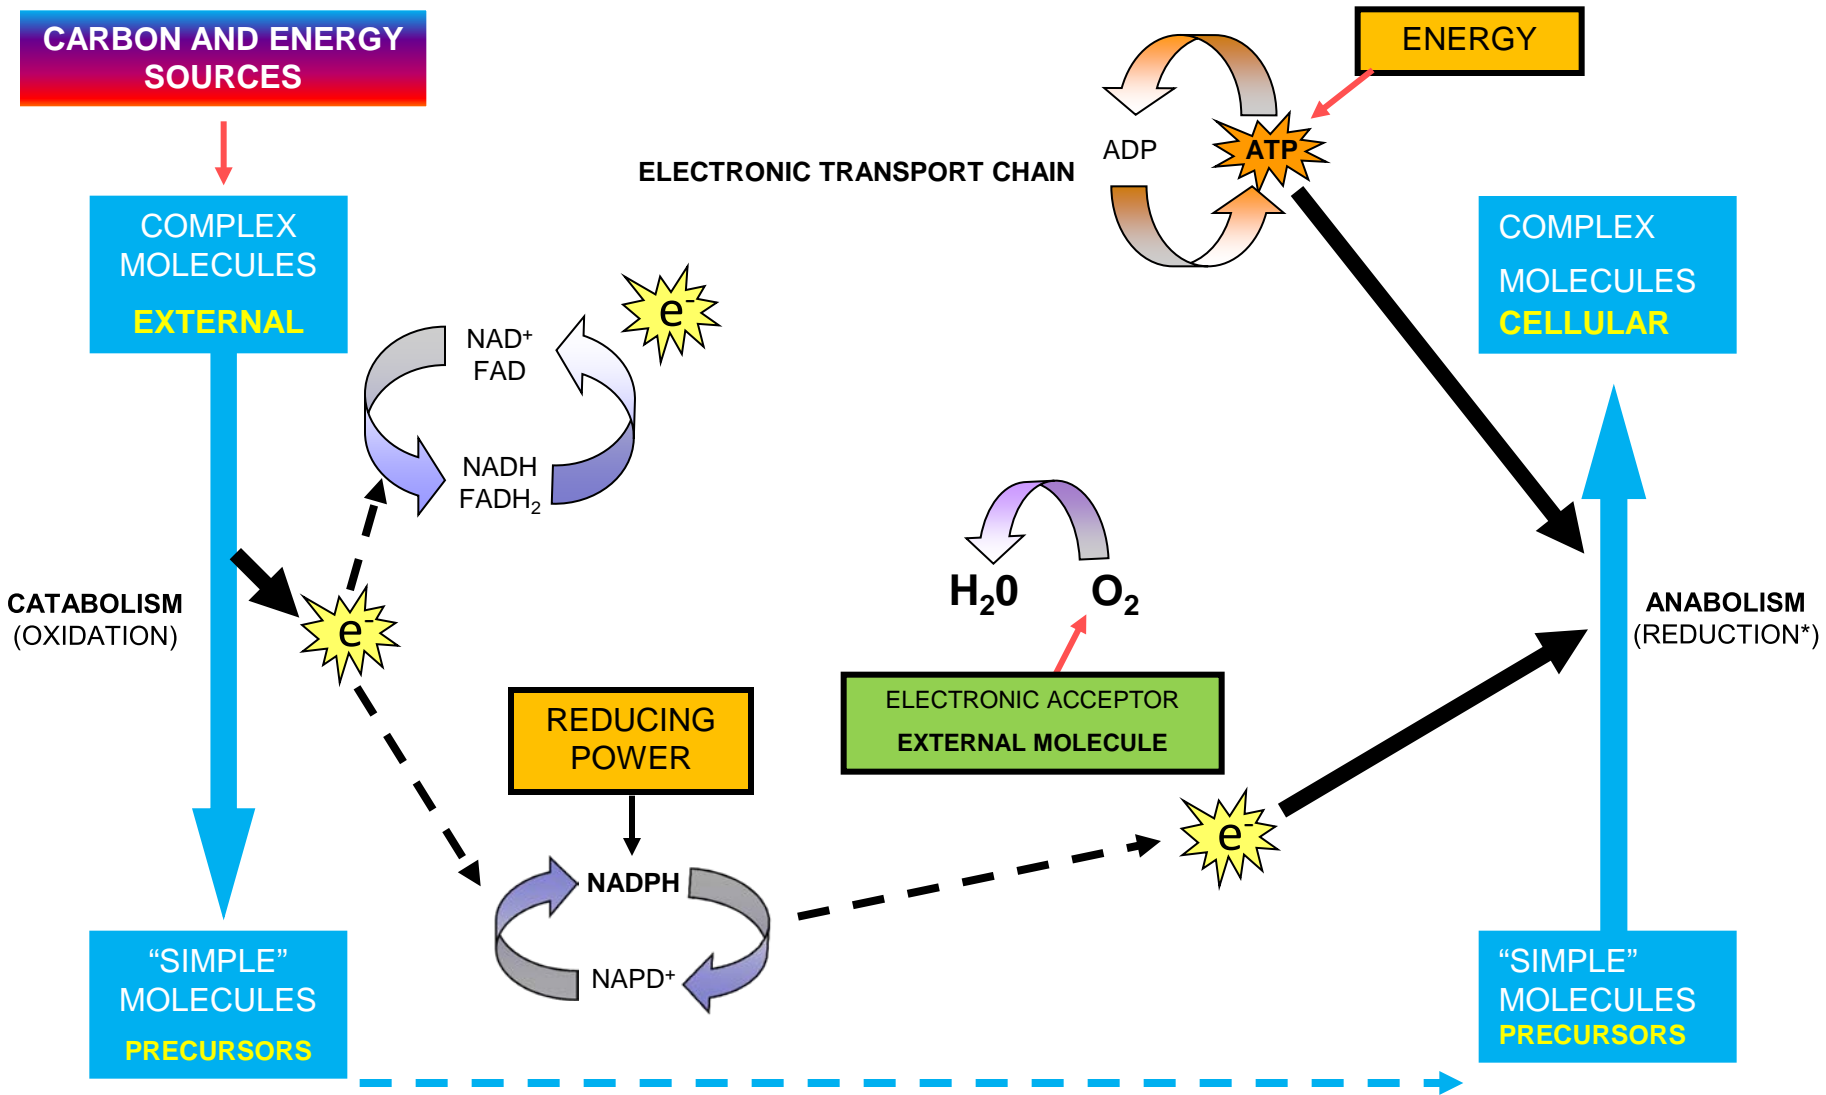 CARBON AND ENERGY
SOURCES
ENERGY
ADP
ATP
ELECTRONIC TRANSPORT CHAIN
COMPLEX
MOLECULES
EXTERNAL
COMPLEX
MOLECULES
CELLULAR
e-
NAD+
FAD
NADH
FADH2
H20
O2
CATABOLISM
(OXIDATION)
e-
ANABOLISM
(REDUCTION*)
REDUCING
POWER
ELECTRONIC ACCEPTOR
EXTERNAL MOLECULE
e-
NADPH
NAPD+
"SIMPLE"
MOLECULES
PRECURSORS
"SIMPLE"
MOLECULES
PRECURSORS